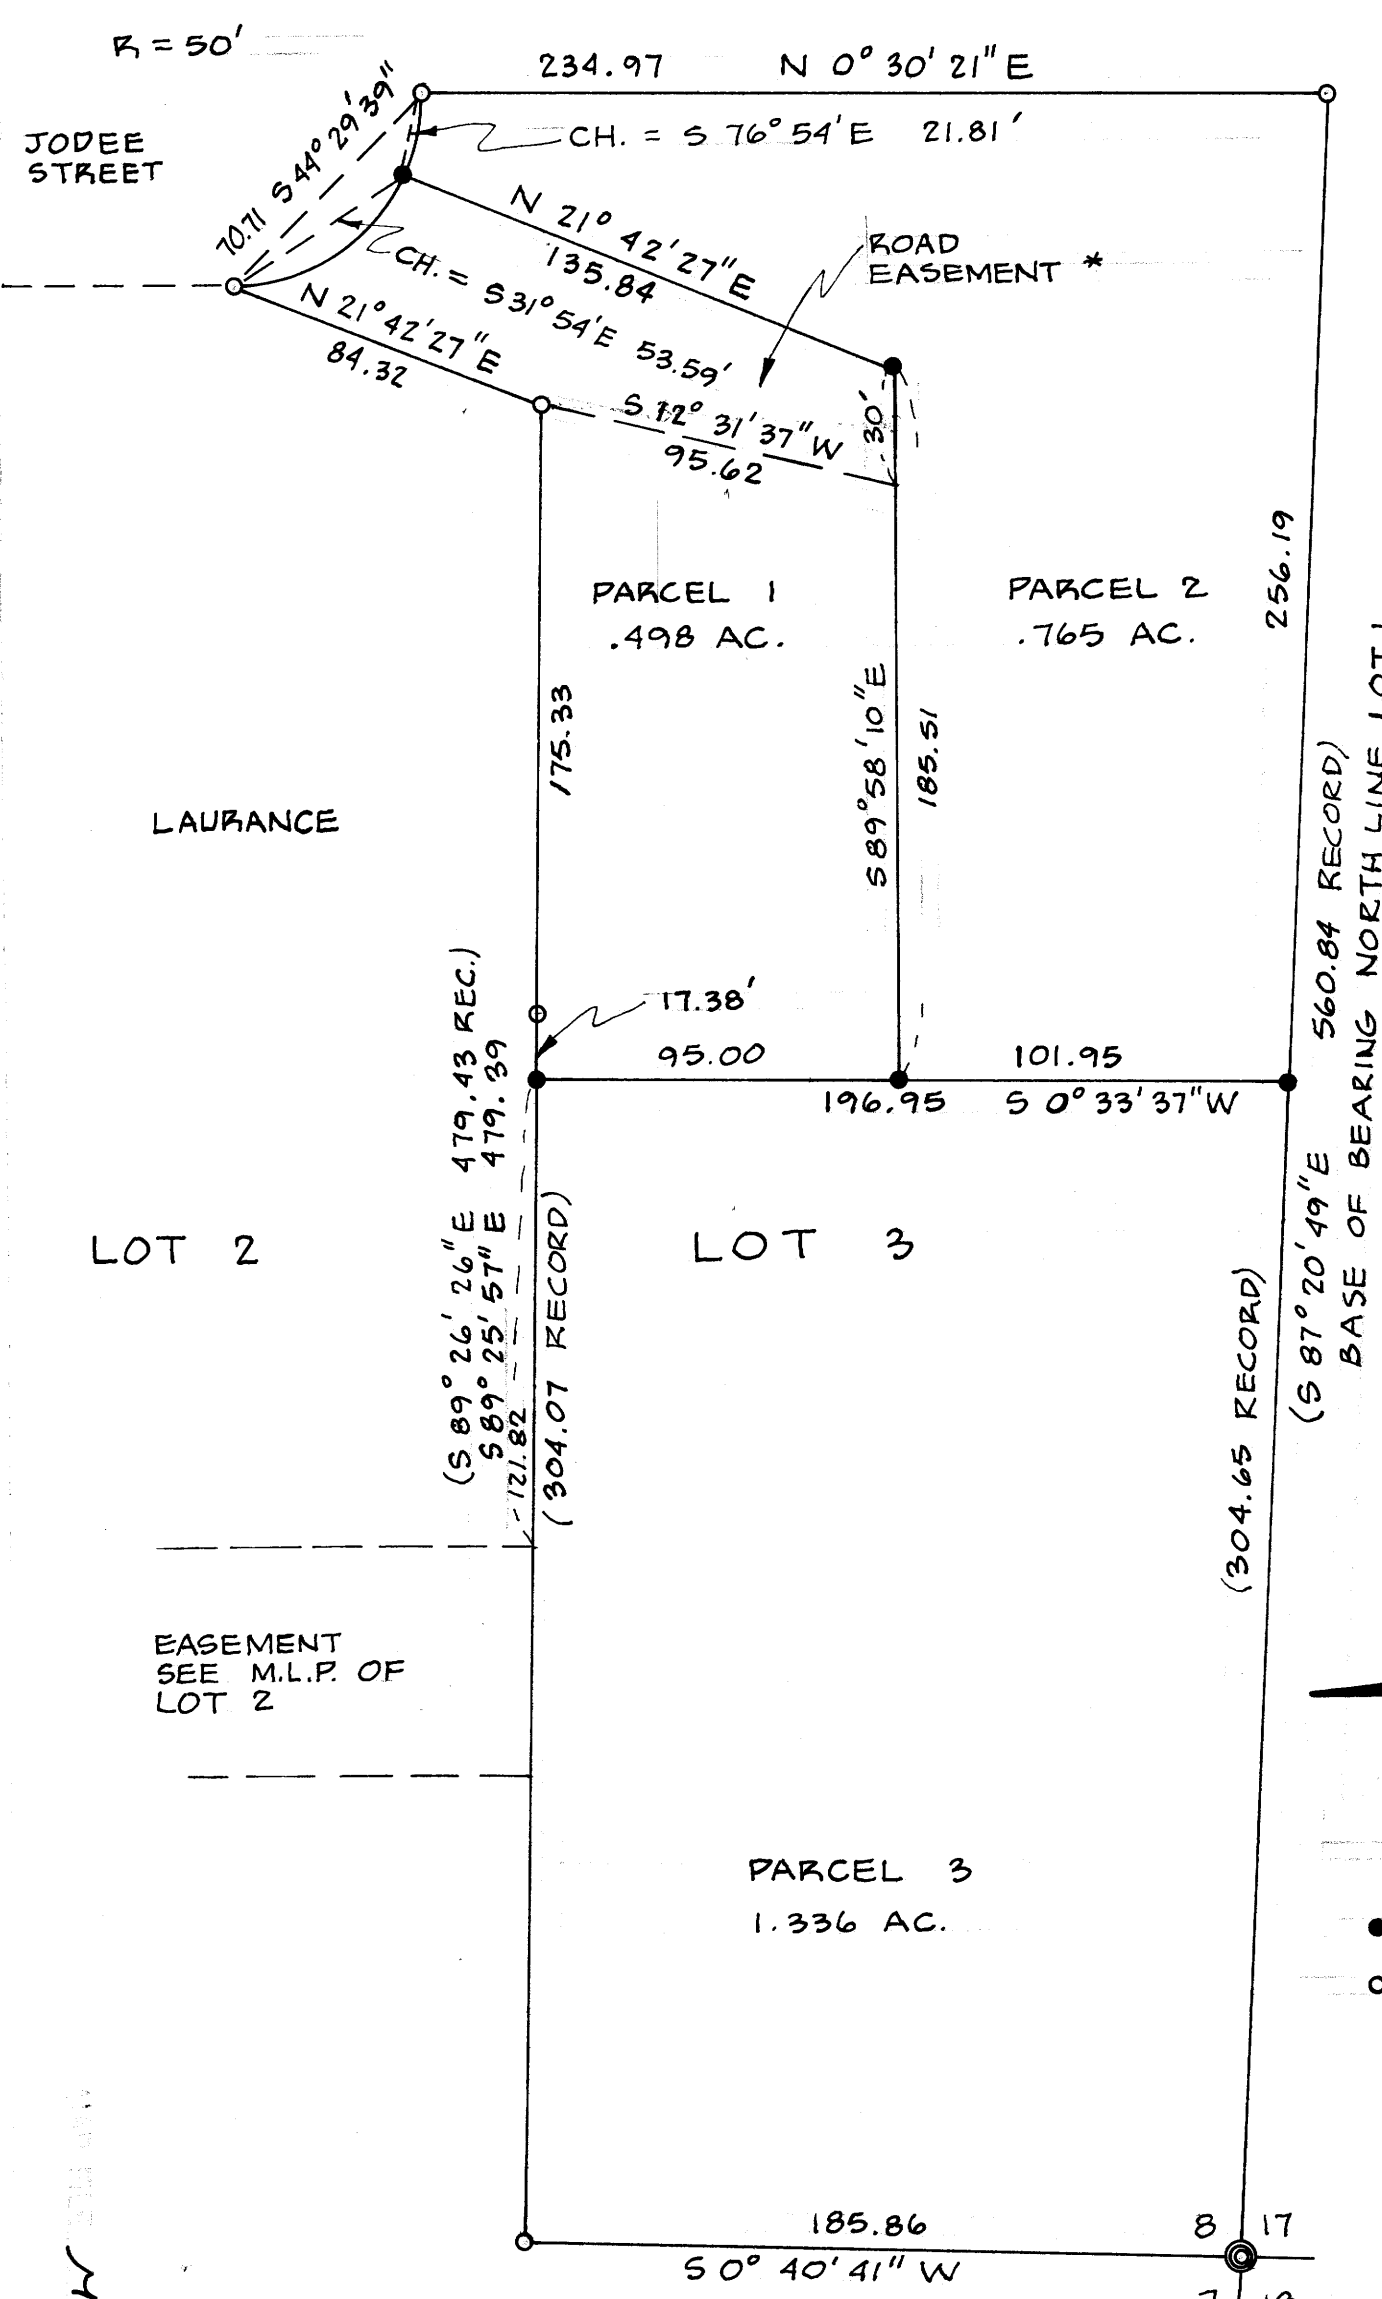 R = 50'
234.97 N 0° 30' 21" E
JODEE
STREET
70.71 S 44° 29' 39"
CH. = S 76° 54' E 21.81'
N 21° 42' 27" E
135.84
ROAD
EASEMENT *
CH. = S 31° 54' E 53.59'
N 21° 42' 27" E
84.32
S 12° 31' 37" W
95.62
30'
256.19
PARCEL 1
.498 AC.
PARCEL 2
.765 AC.
175.33
S 89° 58' 10" E
185.51
LAURANCE
17.38'
95.00
101.95
196.95 S 0° 33' 37" W
(S 89° 26' 26" E 479.43 REC.)
S 89° 25' 57" E 479.39
121.82
(304.07 RECORD)
LOT 2
LOT 3
(304.65 RECORD)
(S 87° 20' 49" E 560.84 RECORD)
BASE OF BEARING NORTH LINE LOT
EASEMENT
SEE M.L.P. OF
LOT 2
PARCEL 3
1.336 AC.
185.86
S 0° 40' 41" W
8 17